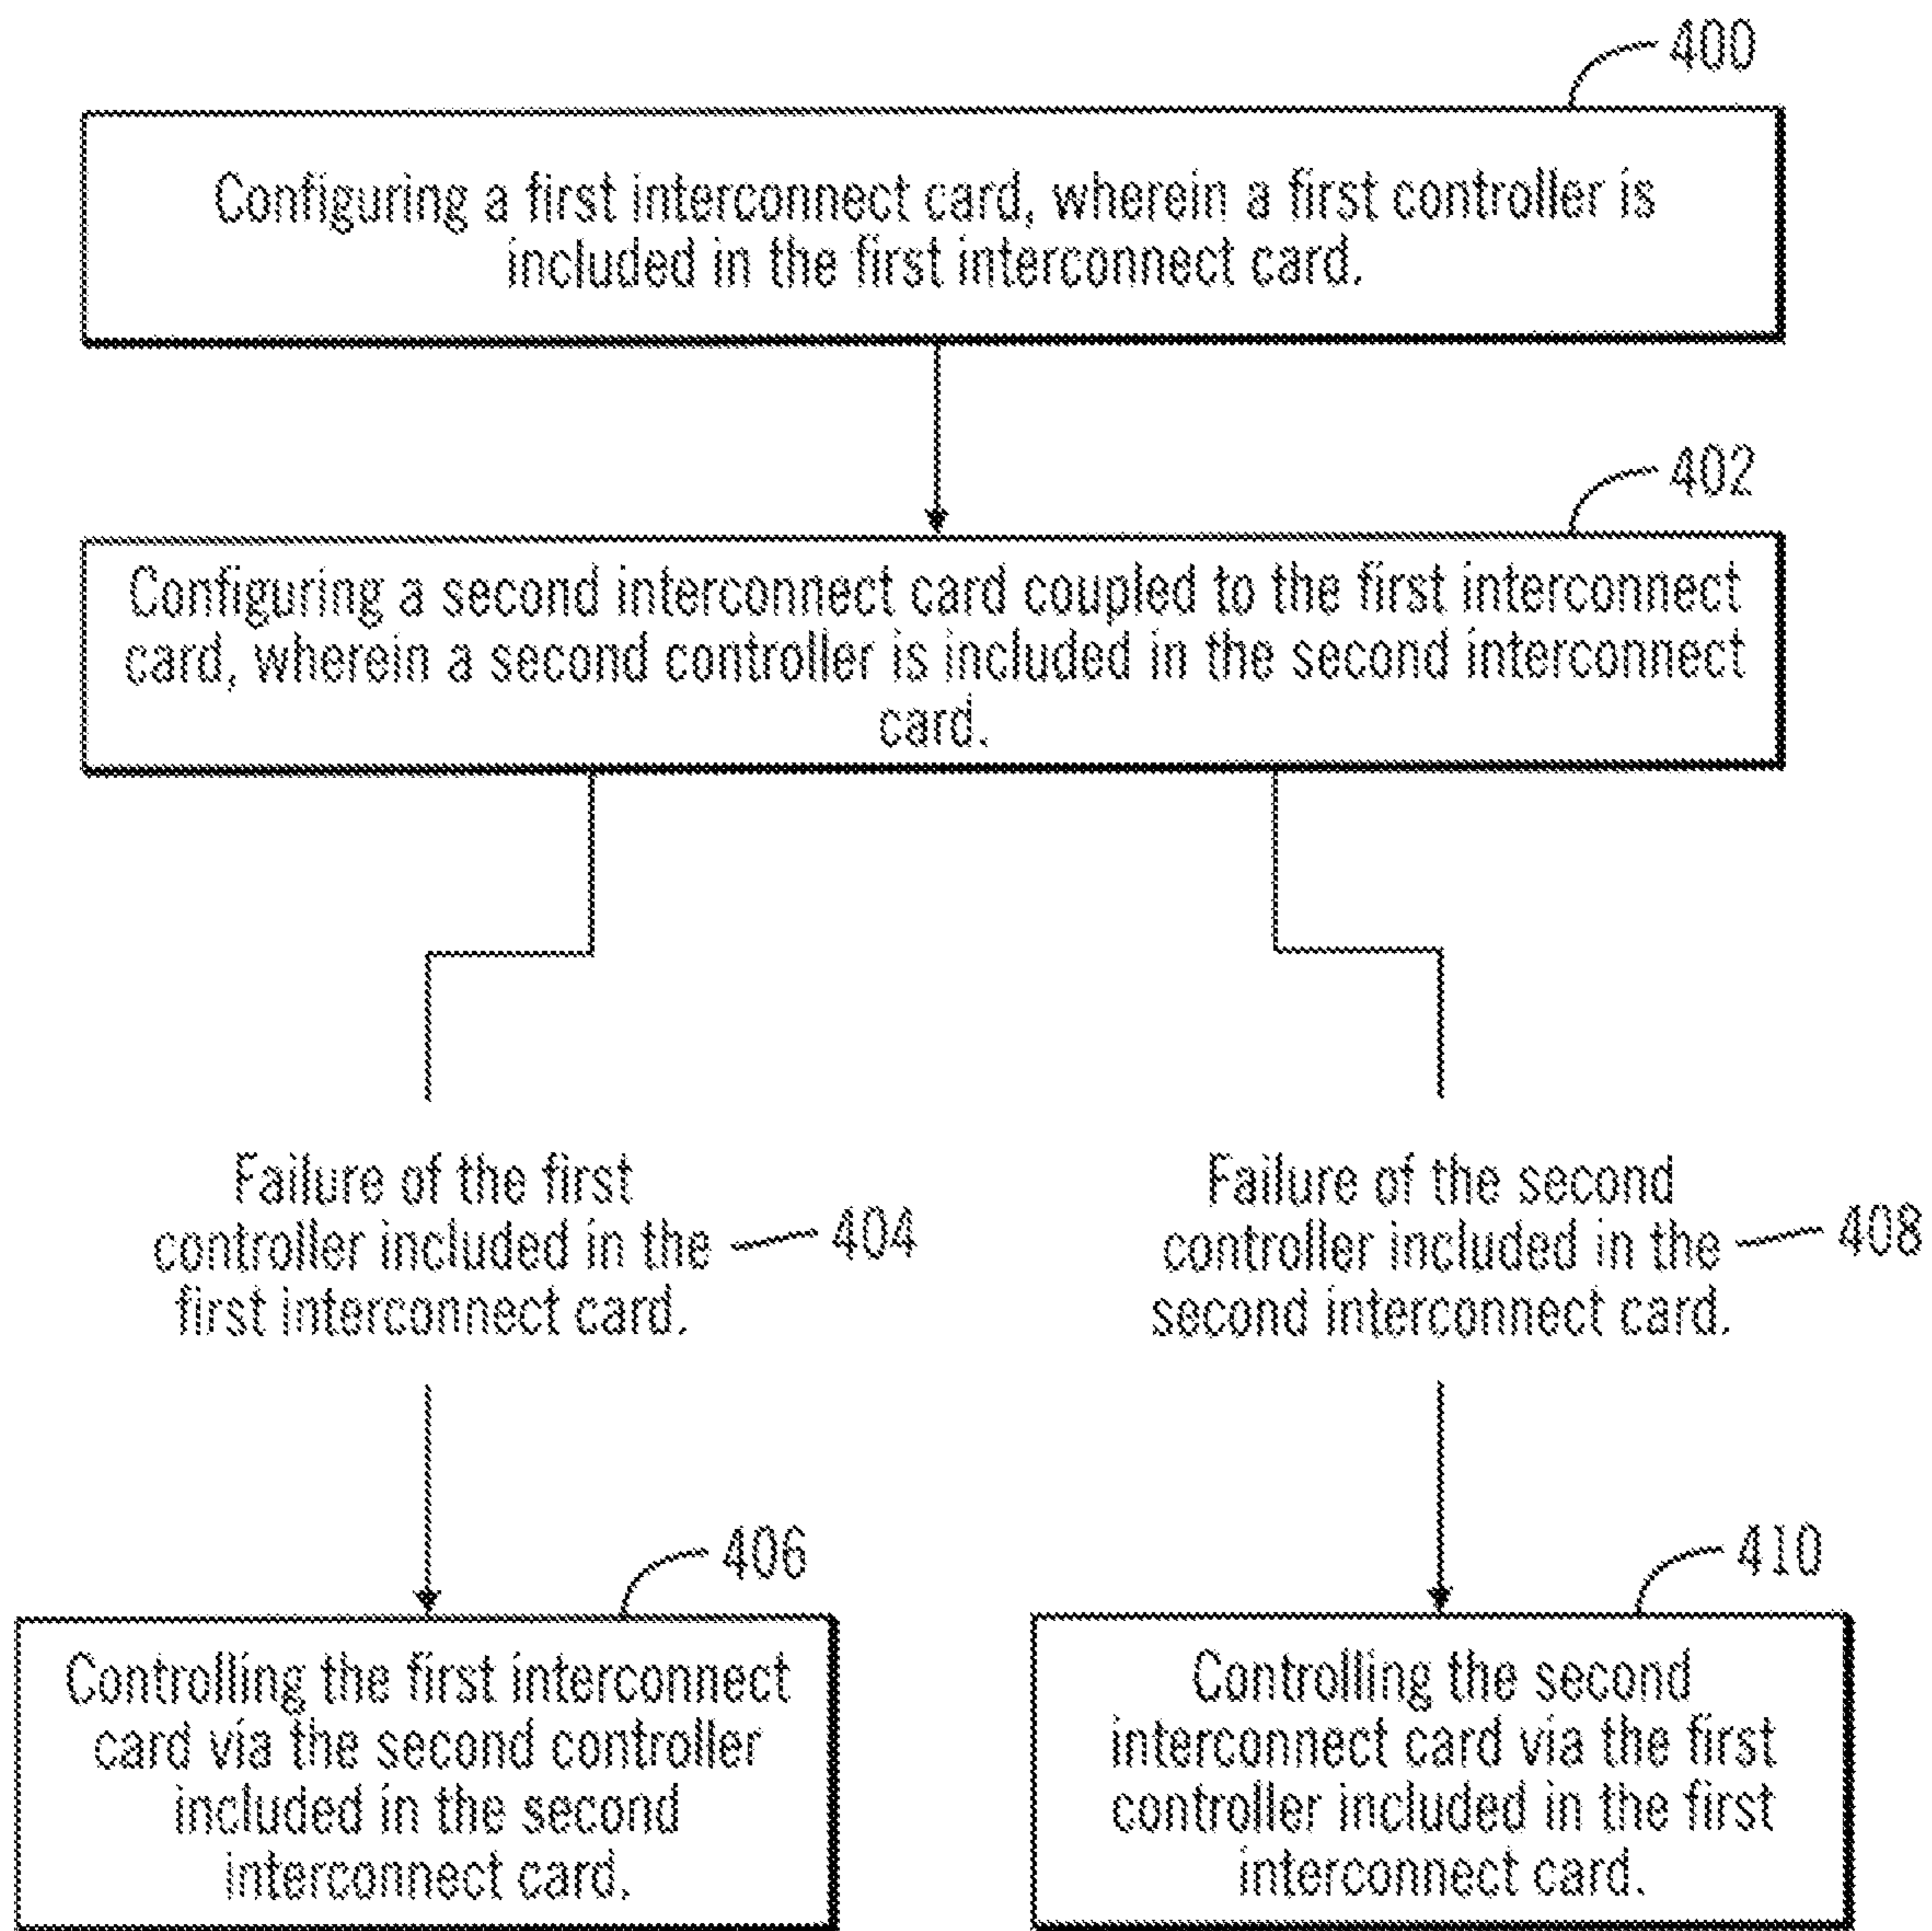 400
Configuring a first interconnect card, wherein a first controller is
included in the first interconnect card.
402
Configuring a second interconnect card coupled to the first interconnect
card, wherein a second controller is included in the second interconnect
card.
Failure of the first
controller included in the
first interconnect card.
404
Failure of the second
controller included in the
second interconnect card.
408
406
Controlling the first interconnect
card via the second controller
included in the second
interconnect card.
410
Controlling the second
interconnect card via the first
controller included in the first
interconnect card.